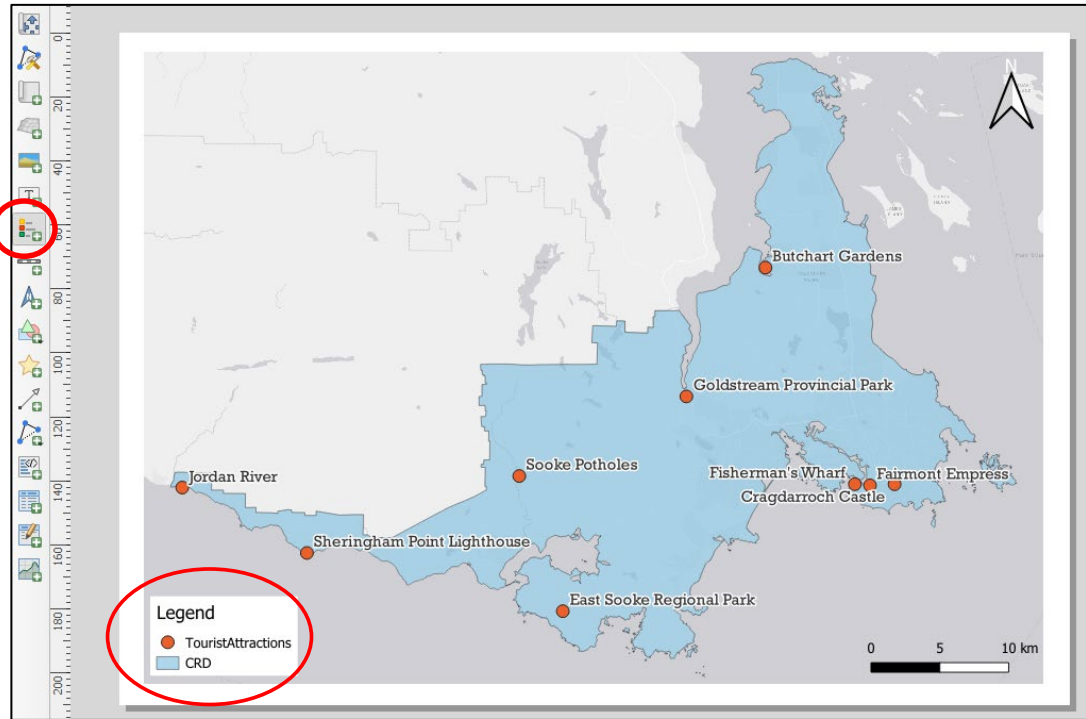 0
20
40
60
80
100
120
140
160
180
200
T
N
Butchart Gardens
Goldstream Provincial Park
Sooke Potholes
Jordan River
Fisherman's Wharf
Fairmont Empress
Cragdarroch Castle
Sheringham Point Lighthouse
East Sooke Regional Park
Legend
TouristAttractions
CRD
0 5 10 km